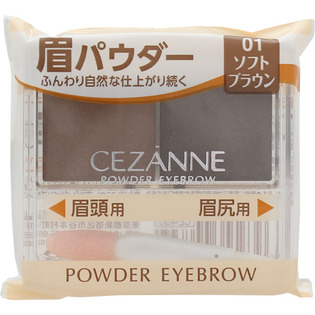 眉パウダー
ふんわり自然な仕上がり続く
01
ソフト
ブラウン
CEZANNE
POWDER EYEBROW
眉頭用
眉尻用
POWDER EYEBROW